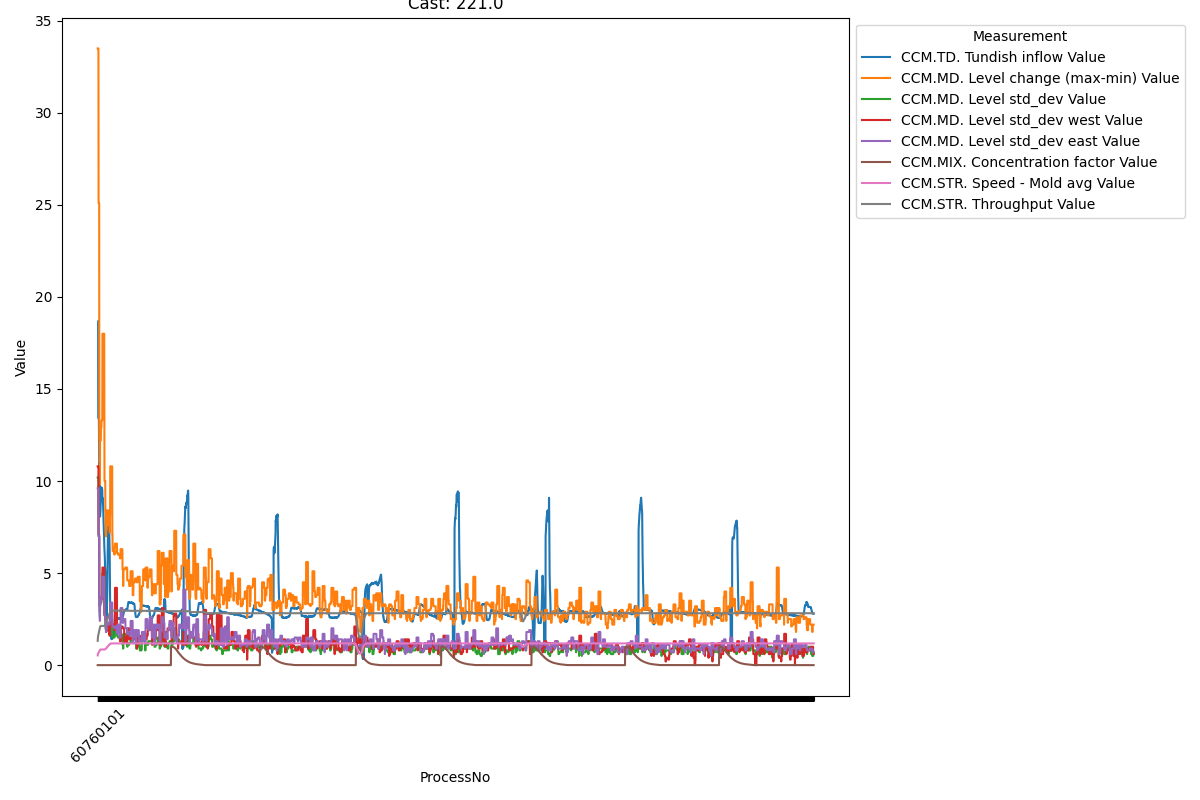 Cast: 221.0
35
30
25
20
15
10
5
0
Value
60760101
ProcessNo
Measurement
CCM.TD. Tundish inflow Value
CCM.MD. Level change (max-min) Value
CCM.MD. Level std_dev Value
CCM.MD. Level std_dev west Value
CCM.MD. Level std_dev east Value
CCM.MIX. Concentration factor Value
CCM.STR. Speed - Mold avg Value
CCM.STR. Throughput Value